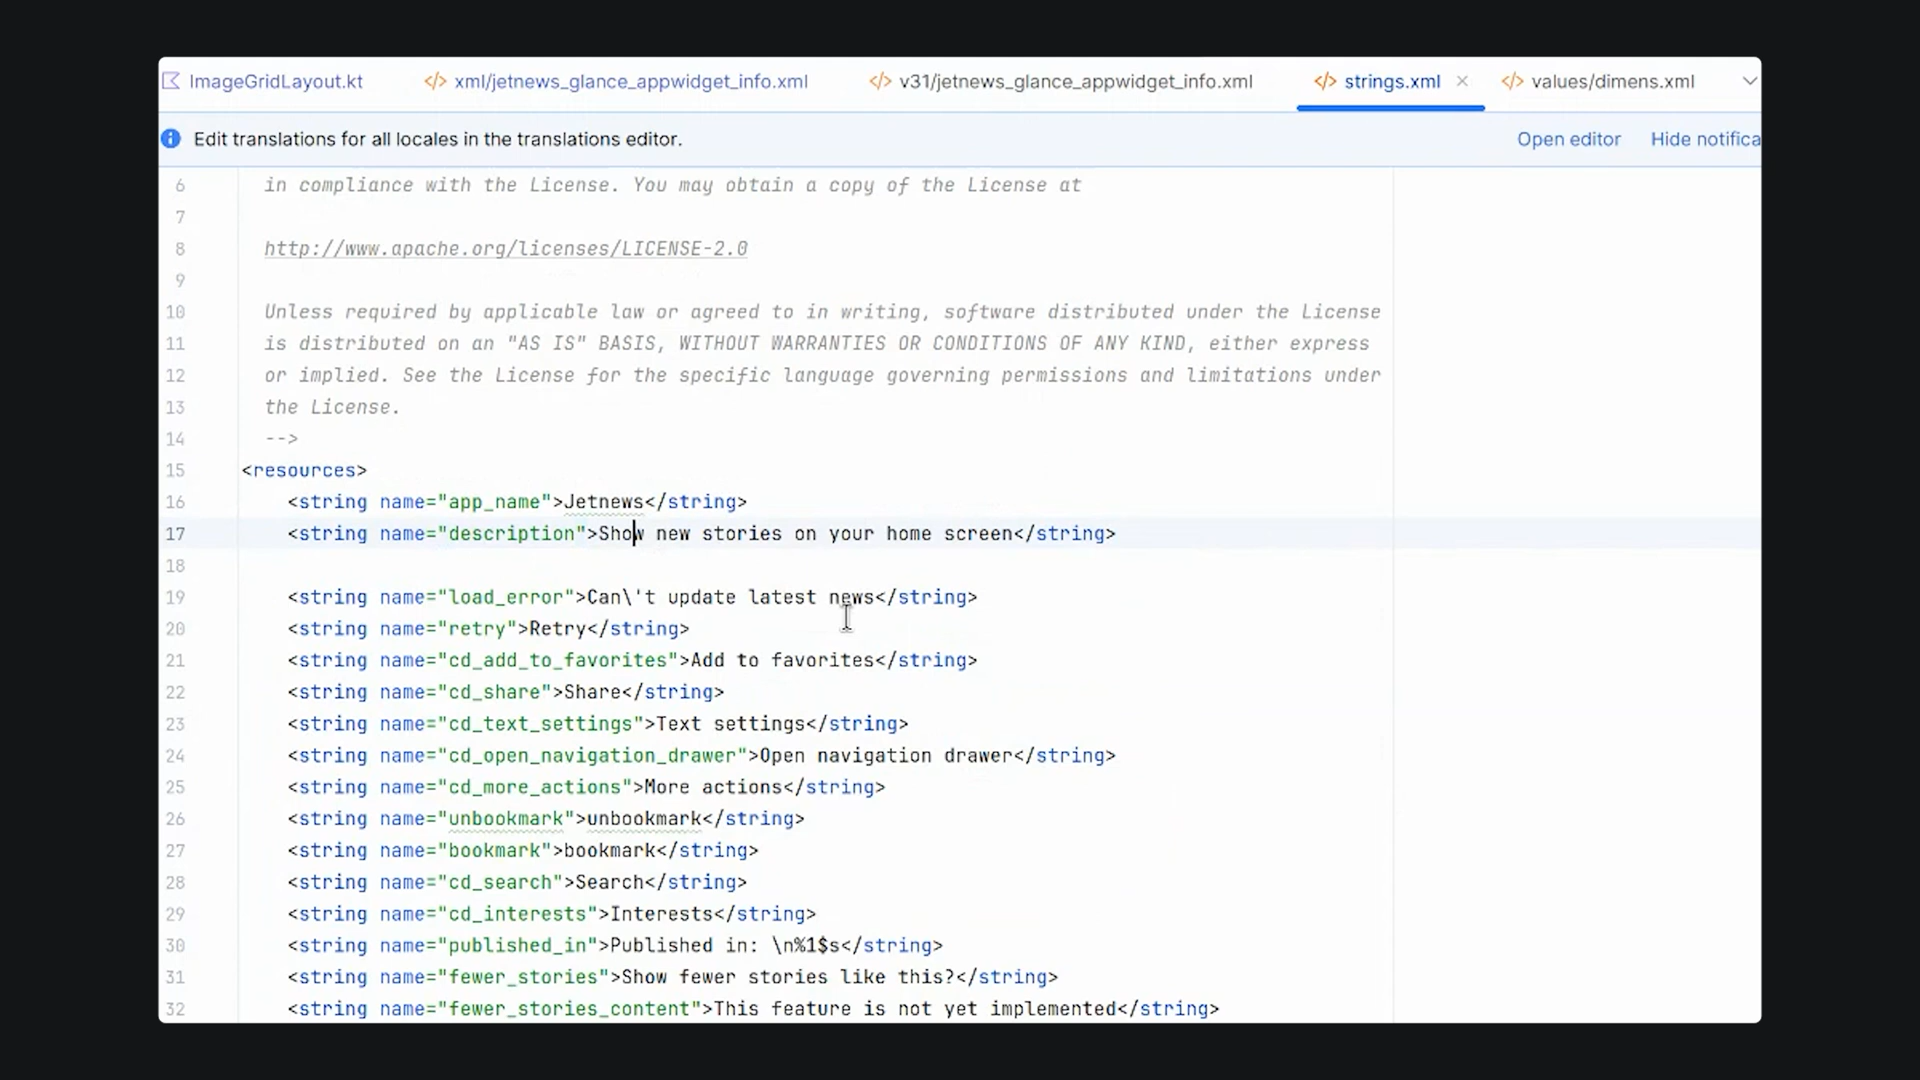 ImageGridLayout.kt xml/jetnews_glance_appwidget_info.xml v31/jetnews_glance_appwidget_info.xml strings.xml values/dimens.xml
Edit translations for all locales in the translations editor. Open editor Hide notifica
6 in compliance with the License. You may obtain a copy of the License at
7
8 http://www.apache.org/licenses/LICENSE-2.0
9
10 Unless required by applicable law or agreed to in writing, software distributed under the License
11 is distributed on an "AS IS" BASIS, WITHOUT WARRANTIES OR CONDITIONS OF ANY KIND, either express
12 or implied. See the License for the specific language governing permissions and limitations under
13 the License.
14 -->
15 <resources>
16 <string name="app_name">Jetnews</string>
17 <string name="description">Show new stories on your home screen</string>
18
19 <string name="load_error">Can\'t update latest news</string>
20 <string name="retry">Retry</string>
21 <string name="cd_add_to_favorites">Add to favorites</string>
22 <string name="cd_share">Share</string>
23 <string name="cd_text_settings">Text settings</string>
24 <string name="cd_open_navigation_drawer">Open navigation drawer</string>
25 <string name="cd_more_actions">More actions</string>
26 <string name="unbookmark">unbookmark</string>
27 <string name="bookmark">bookmark</string>
28 <string name="cd_search">Search</string>
29 <string name="cd_interests">Interests</string>
30 <string name="published_in">Published in: \n%1$s</string>
31 <string name="fewer_stories">Show fewer stories like this?</string>
32 <string name="fewer_stories_content">This feature is not yet implemented</string>